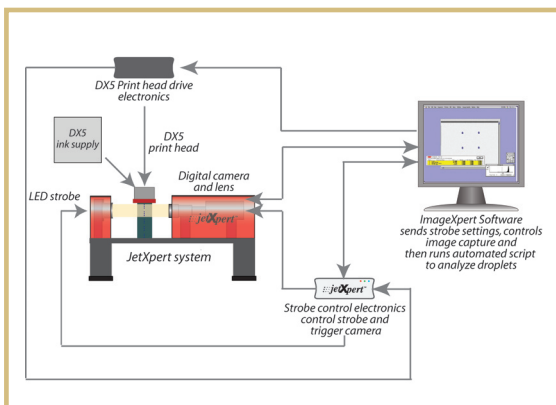 DX5 Print head drive
electronics
DX5
ink supply
DX5
print head
LED strobe
Digital camera
and lens
jetXpert
JetXpert system
ImageXpert Software
sends strobe settings, controls
image capture and
then runs automated script
to analyze droplets
jetXpert
Strobe control electronics
control strobe and
trigger camera